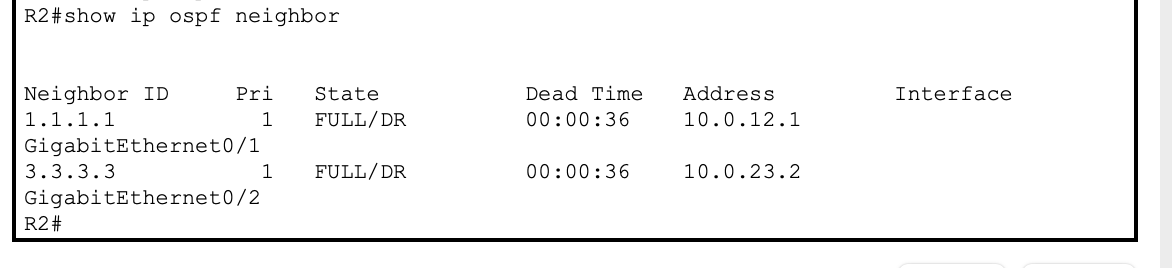 R2#show ip ospf neighbor
Neighbor ID     Pri   State           Dead Time   Address         Interface
1.1.1.1           1   FULL/DR         00:00:36    10.0.12.1
GigabitEthernet0/1
3.3.3.3           1   FULL/DR         00:00:36    10.0.23.2
GigabitEthernet0/2
R2#